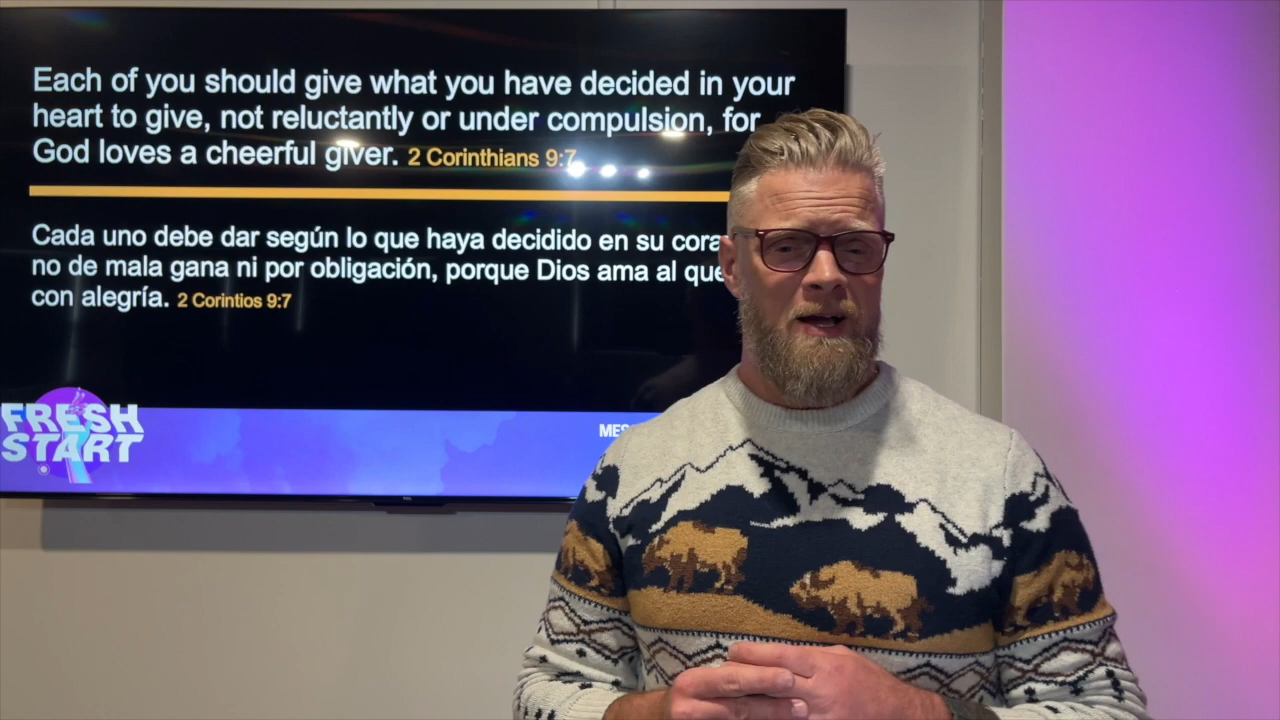 Each of you should give what you have decided in your
heart to give, not reluctantly or under compulsion, for
God loves a cheerful giver. 2 Corinthians 9:7
Cada uno debe dar según lo que haya decidido en su
no de mala gana ni por obligación, porque Dios ama al que
con alegría. 2 Corintios 9:7
FRESH
START